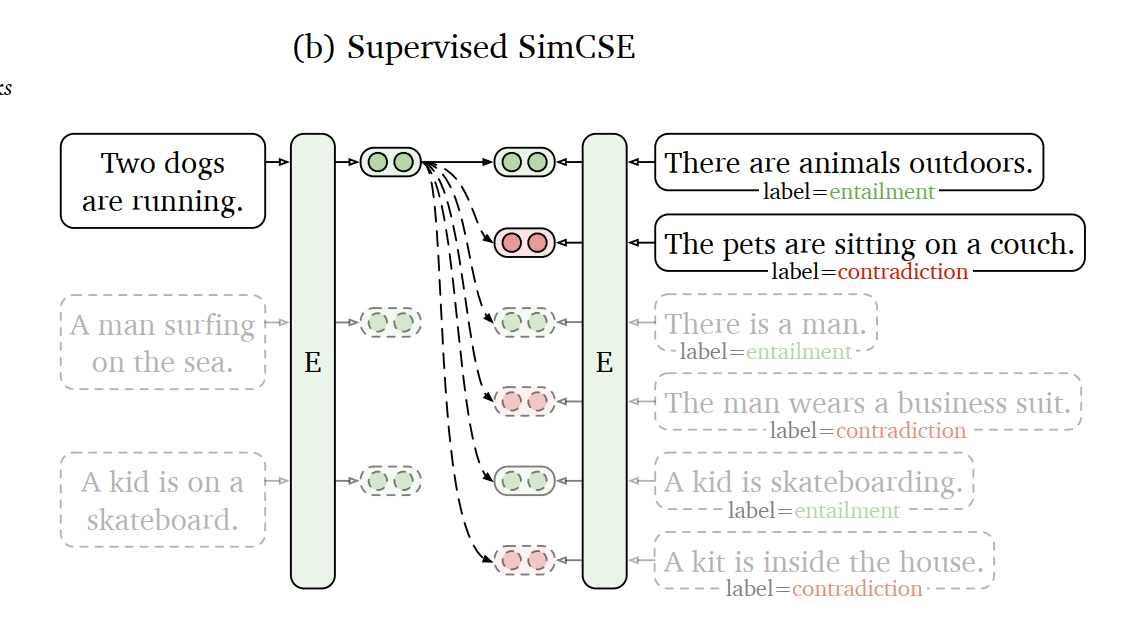 (b) Supervised SimCSE
Two dogs
are running.
There are animals outdoors.
label=entailment
The pets are sitting on a couch.
label=contradiction
A man surfing
on the sea.
E
E
There is a man.
label=entailment
The man wears a business suit.
label=contradiction
A kid is on a
skateboard.
A kid is skateboarding.
label=entailment
A kit is inside the house.
label=contradiction